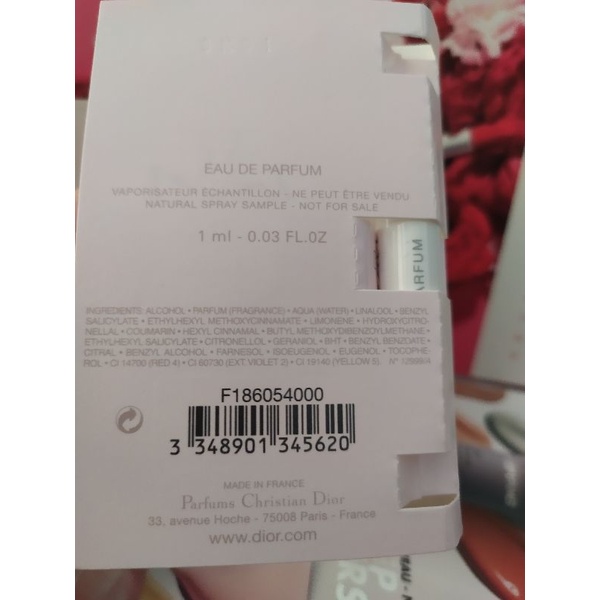 EAU DE PARFUM
VAPORISATEUR ÉCHANTILLON - NE PEUT ÊTRE VENDU
NATURAL SPRAY SAMPLE - NOT FOR SALE
1 ml - 0.03 FL.OZ
ARFUM
INGREDIENTS: ALCOHOL • PARFUM (FRAGRANCE) • AQUA (WATER) • LINALOOL • BENZYL
SALICYLATE • ETHYLHEXYL METHOXYCINNAMATE • LIMONENE • HYDROXYCITRO-
NELLAL • COUMARIN • HEXYL CINNAMAL • BUTYL METHOXYDIBENZOYLMETHANE •
ETHYLHEXYL SALICYLATE • CITRONELLOL • GERANIOL • BHT • BENZYL BENZOATE •
CITRAL • BENZYL ALCOHOL • FARNESOL • ISOEUGENOL • EUGENOL • TOCOPHE-
ROL • CI 14700 (RED 4) • CI 60730 (EXT. VIOLET 2) • CI 19140 (YELLOW 5). N°
F186054000
3 348901 345620
MADE IN FRANCE
Parfums Christian Dior
33, avenue Hoche - 75008 Paris - France
www.dior.com